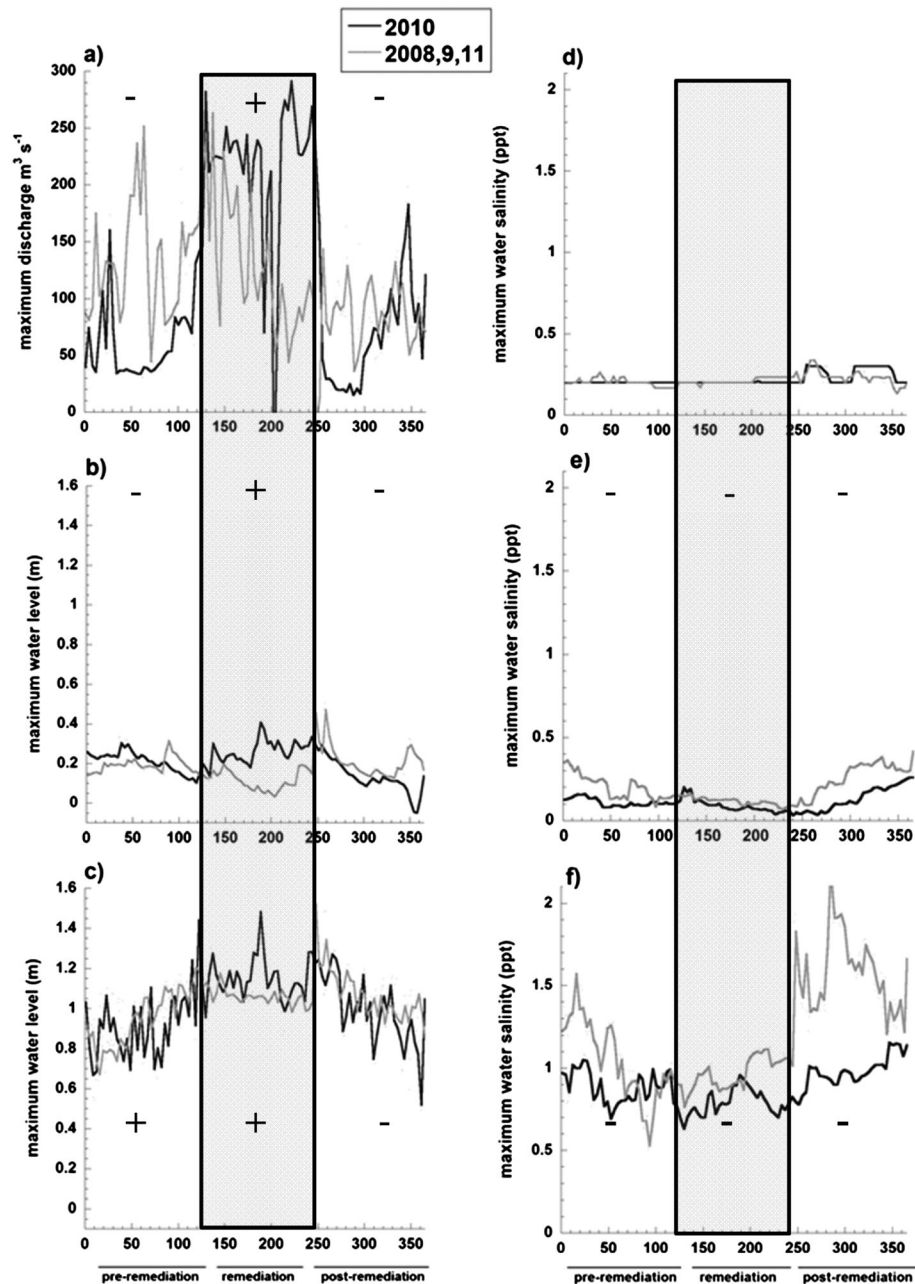 2010
2008,9,11
a)
maximum discharge m³ s⁻¹
300
250
200
150
100
50
0
- + -
0 50 100 150 200 250 300 350
b)
maximum water level (m)
1.6
1.4
1.2
1
0.8
0.6
0.4
0.2
0
- + -
0 50 100 150 200 250 300 350
c)
maximum water level (m)
1.6
1.4
1.2
1
0.8
0.6
0.4
0.2
0
+ + -
0 50 100 150 200 250 300 350
pre-remediation remediation post-remediation
d)
maximum water salinity (ppt)
2
1.5
1
0.5
0
0 50 100 150 200 250 300 350
e)
maximum water salinity (ppt)
2
1.5
1
0.5
0
- - -
0 50 100 150 200 250 300 350
f)
maximum water salinity (ppt)
2
1.5
1
0.5
0
- - -
0 50 100 150 200 250 300 350
pre-remediation remediation post-remediation